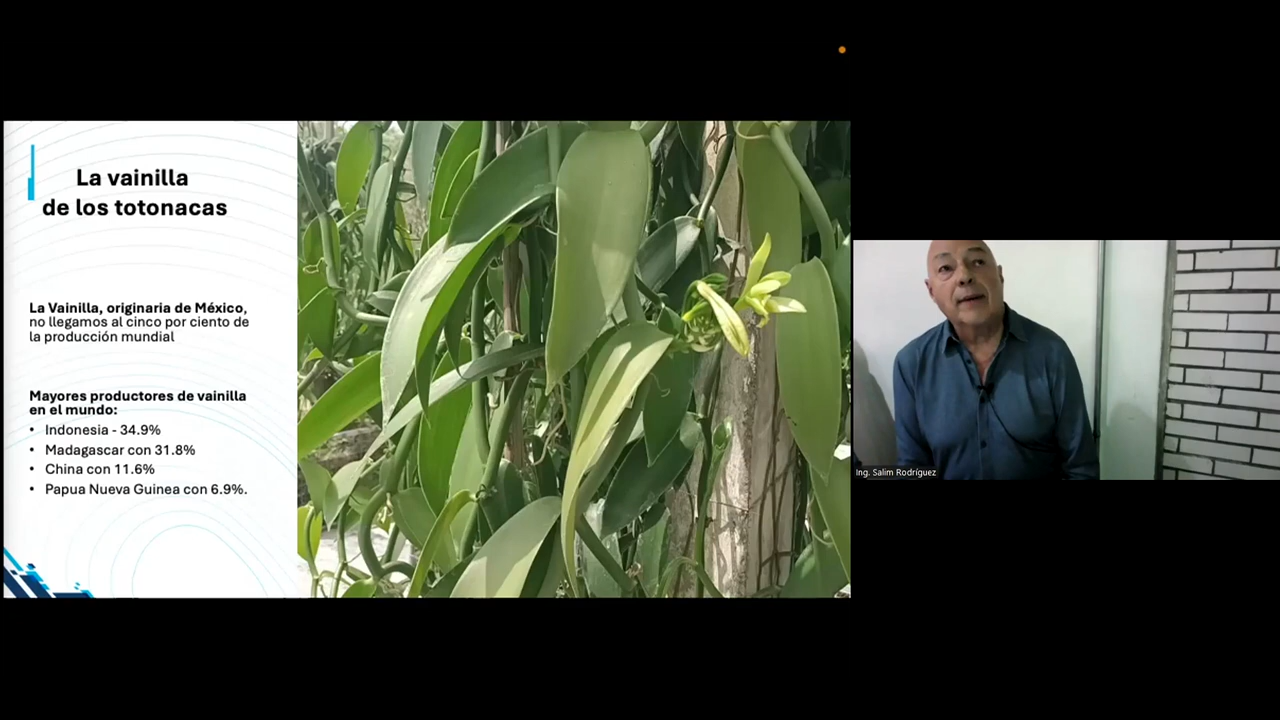 La vainilla
de los totonacas
La Vainilla, originaria de México,
no llegamos al cinco por ciento de
la producción mundial
Mayores productores de vainilla
en el mundo:
• Indonesia - 34.9%
• Madagascar con 31.8%
• China con 11.6%
• Papua Nueva Guinea con 6.9%.
Ing. Salim Rodríguez